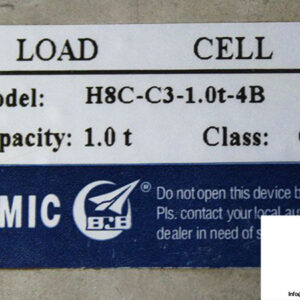 LOAD CELL
odel: H8C-C3-1.0t-4B
pacity: 1.0 t Class:
MIC ®
Do not open this device b
Pls. contact your local au
dealer in need of s